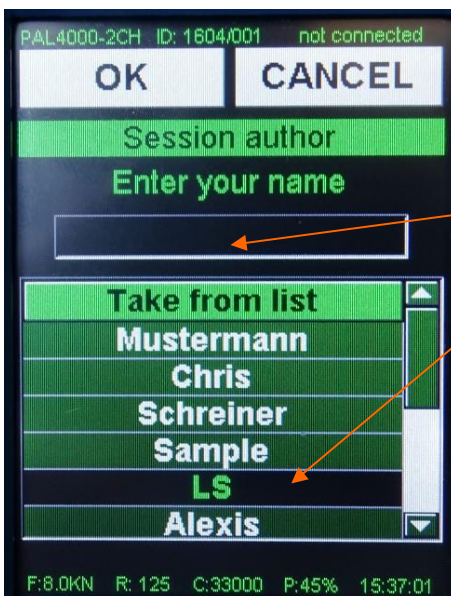 PAL4000-2CH ID: 1604/001 not connected
OK CANCEL
Session author
Enter your name
Take from list
Mustermann
Chris
Schreiner
Sample
LS
Alexis
F:8.0KN R: 125 C:33000 P:45% 15:37:01